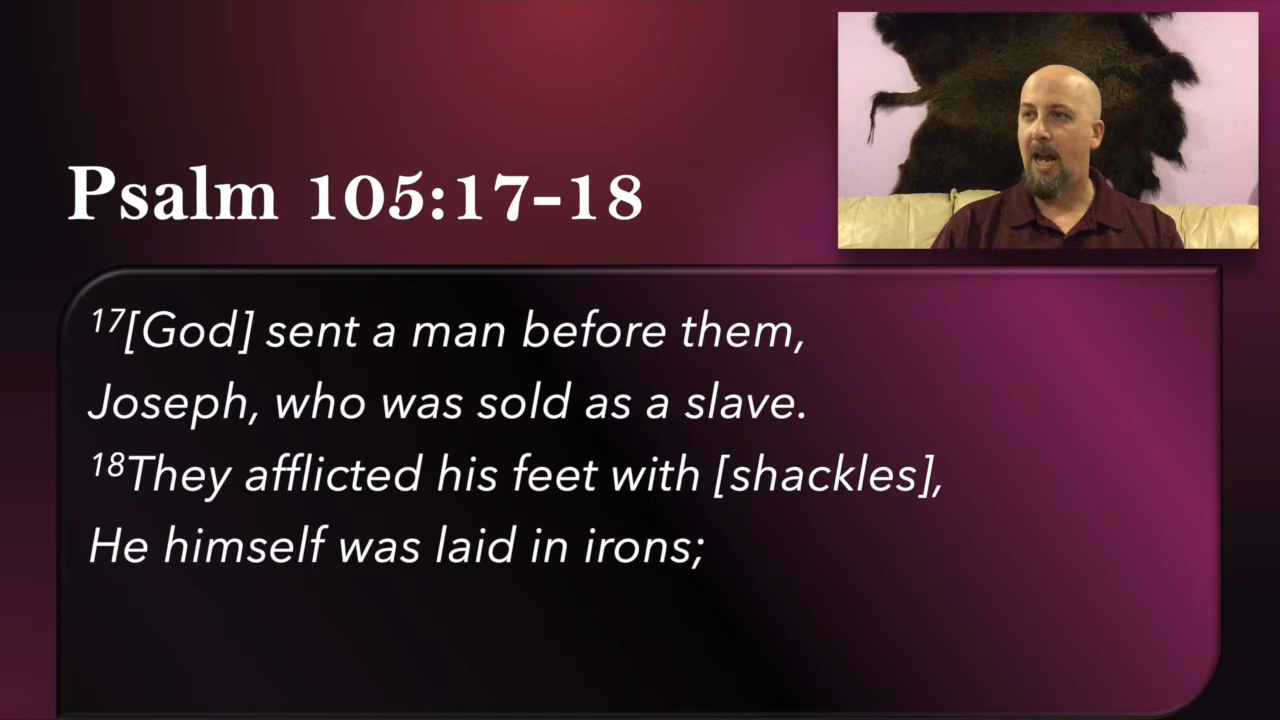 Psalm 105:17-18
17[God] sent a man before them,
Joseph, who was sold as a slave.
18They afflicted his feet with [shackles],
He himself was laid in irons;